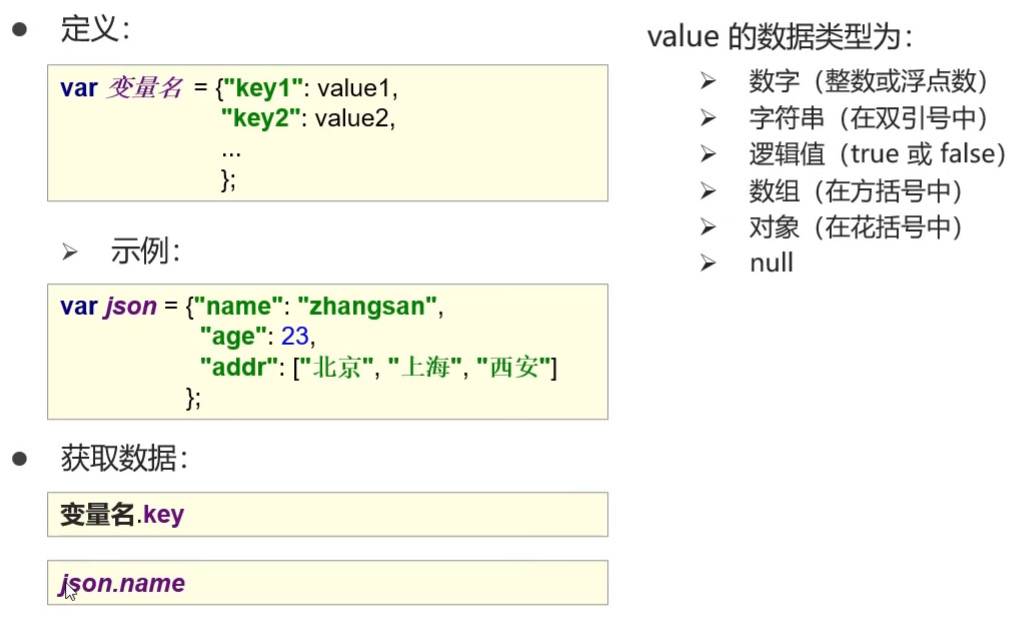 定义：
var 变量名 = {"key1": value1,
"key2": value2,
...
};
示例：
var json = {"name": "zhangsan",
"age": 23,
"addr": ["北京", "上海", "西安"]
};
获取数据：
变量名.key
json.name
value 的数据类型为：
数字（整数或浮点数）
字符串（在双引号中）
逻辑值（true 或 false）
数组（在方括号中）
对象（在花括号中）
null